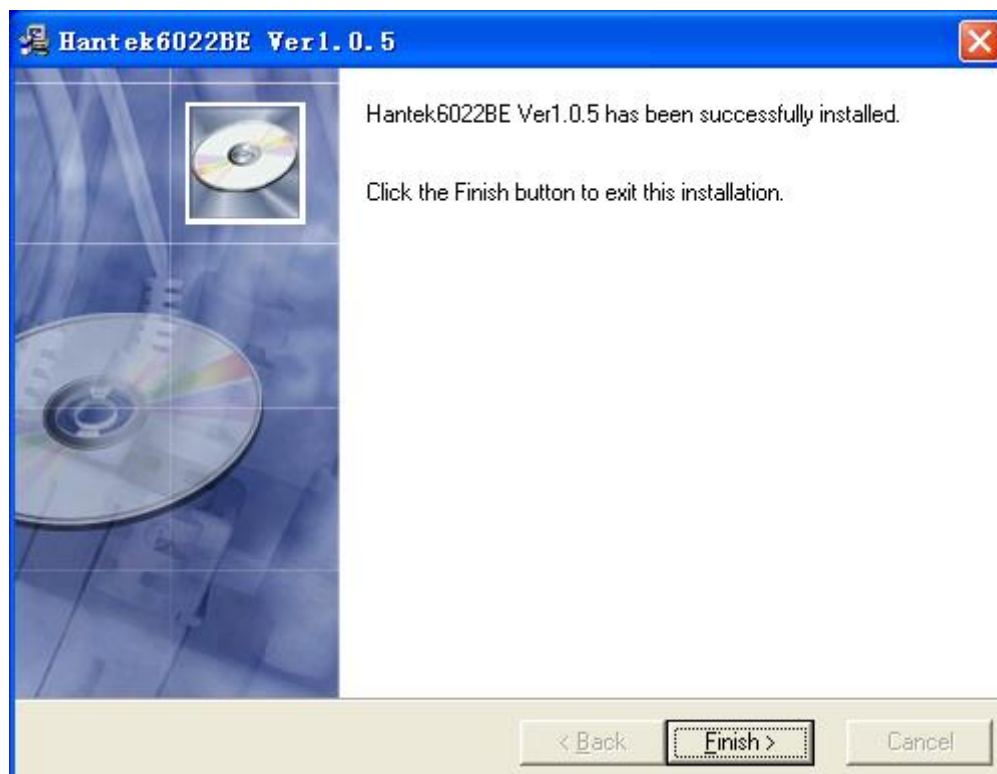 Hantek6022BE Ver1.0.5
Hantek6022BE Ver1.0.5 has been successfully installed.
Click the Finish button to exit this installation.
< Back
Finish >
Cancel